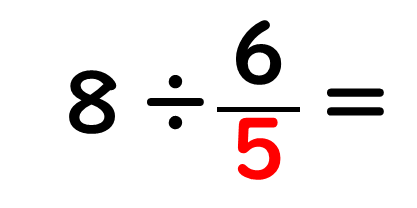 8 ÷ 6/5 =